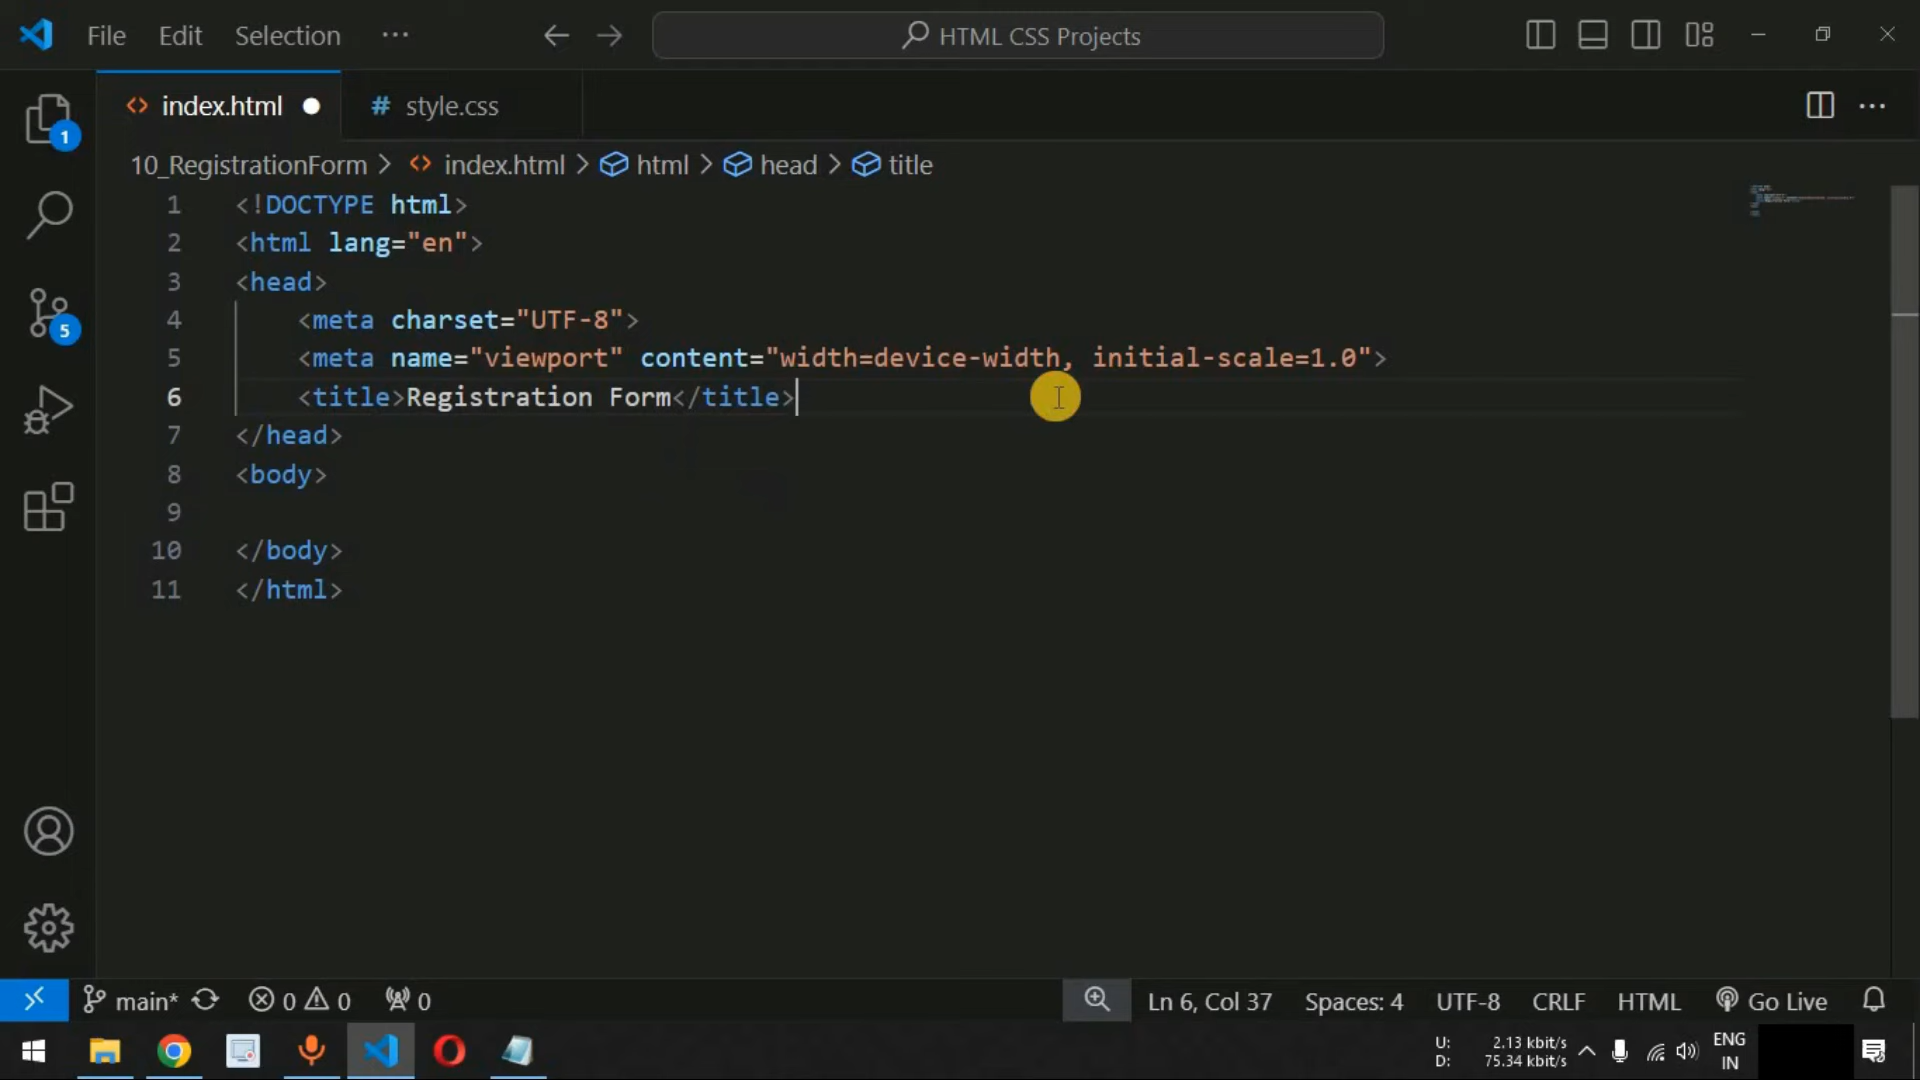 File Edit Selection ··· HTML CSS Projects
index.html # style.css
1
10_RegistrationForm > index.html > html > head > title
1 <!DOCTYPE html>
2 <html lang="en">
3 <head>
4 <meta charset="UTF-8">
5 <meta name="viewport" content="width=device-width, initial-scale=1.0">
5
6 <title>Registration Form</title>
7 </head>
8 <body>
9
10 </body>
11 </html>
main* 0 0 0 Ln 6, Col 37 Spaces: 4 UTF-8 CRLF HTML Go Live
U: 2.13 kbit/s ENG
D: 75.34 kbit/s IN